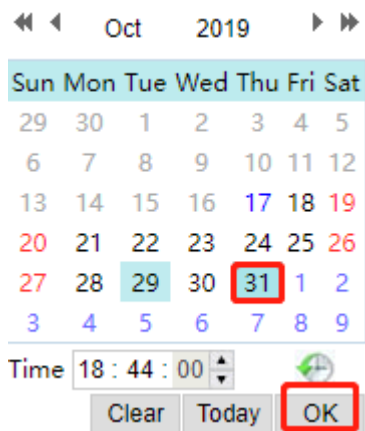 Oct 2019
Sun Mon Tue Wed Thu Fri Sat
29 30 1 2 3 4 5
6 7 8 9 10 11 12
13 14 15 16 17 18 19
20 21 22 23 24 25 26
27 28 29 30 31 1 2
3 4 5 6 7 8 9
Time 18 : 44 : 00
Clear Today OK